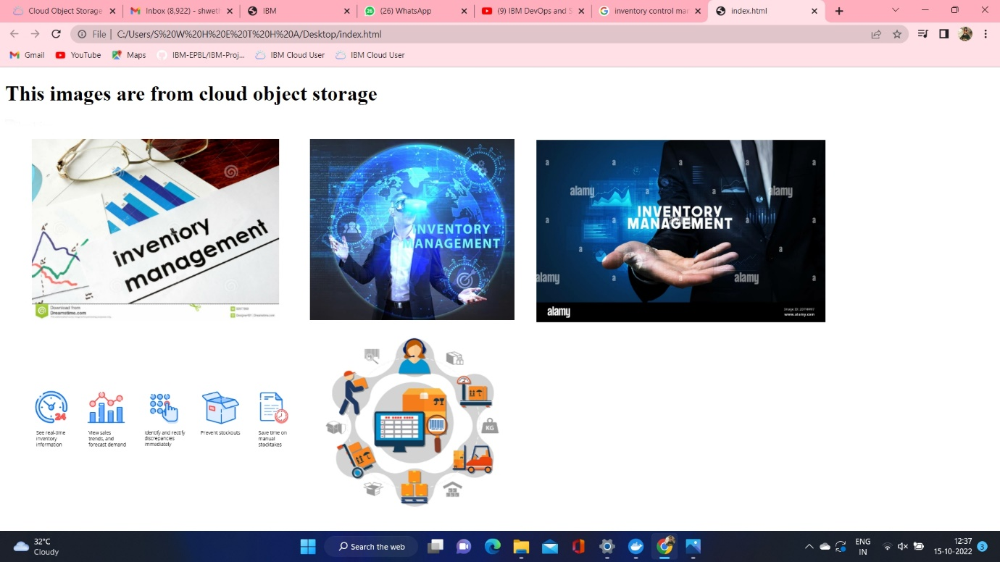 Cloud Object Storage
Inbox (8,922) - shweth
IBM
(26) WhatsApp
(9) IBM DevOps and S
inventory control mar
index.html
File
C:/Users/S%20W%20H%20E%20T%20H%20A/Desktop/index.html
Gmail
YouTube
Maps
IBM-EPBL/IBM-Proj...
IBM Cloud User
IBM Cloud User
This images are from cloud object storage
inventory
management
Download from
Dreamstime.com
INVENTORY
MANAGEMENT
a
a
a
a
alamy
a
alamy
a
a
INVENTORY
MANAGEMENT
a
a
alamy
a
a
alamy
a
alamy
www.alamy.com
24
See real-time
inventory
information
View sales
trends, and
forecast demand
Identify and rectify
discrepancies
immediately
Prevent stockouts
Save time on
manual
stocktakes
KG
32°C
Cloudy
Search the web
ENG
IN
12:37
15-10-2022
3